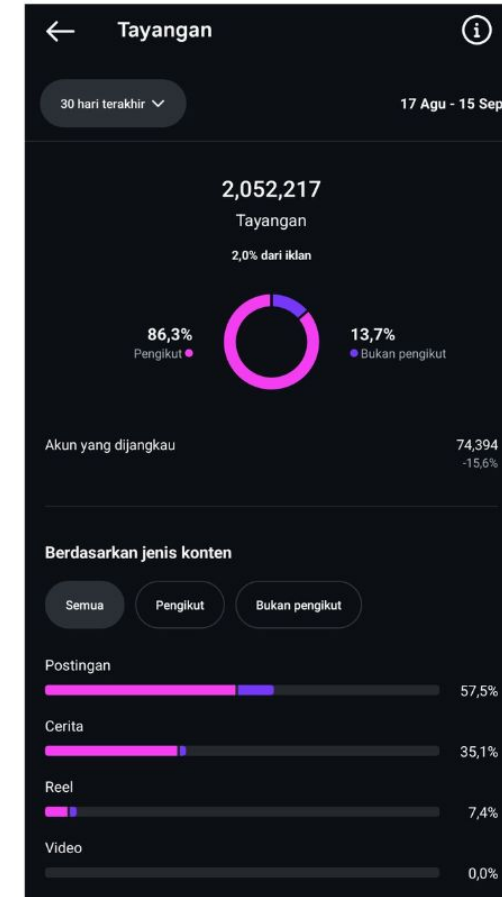 Tayangan
30 hari terakhir
17 Agu - 15 Sep
2,052,217
Tayangan
2,0% dari iklan
86,3%
Pengikut
13,7%
Bukan pengikut
Akun yang dijangkau
74,394
-15,6%
Berdasarkan jenis konten
Semua
Pengikut
Bukan pengikut
Postingan
57,5%
Cerita
35,1%
Reel
7,4%
Video
0,0%